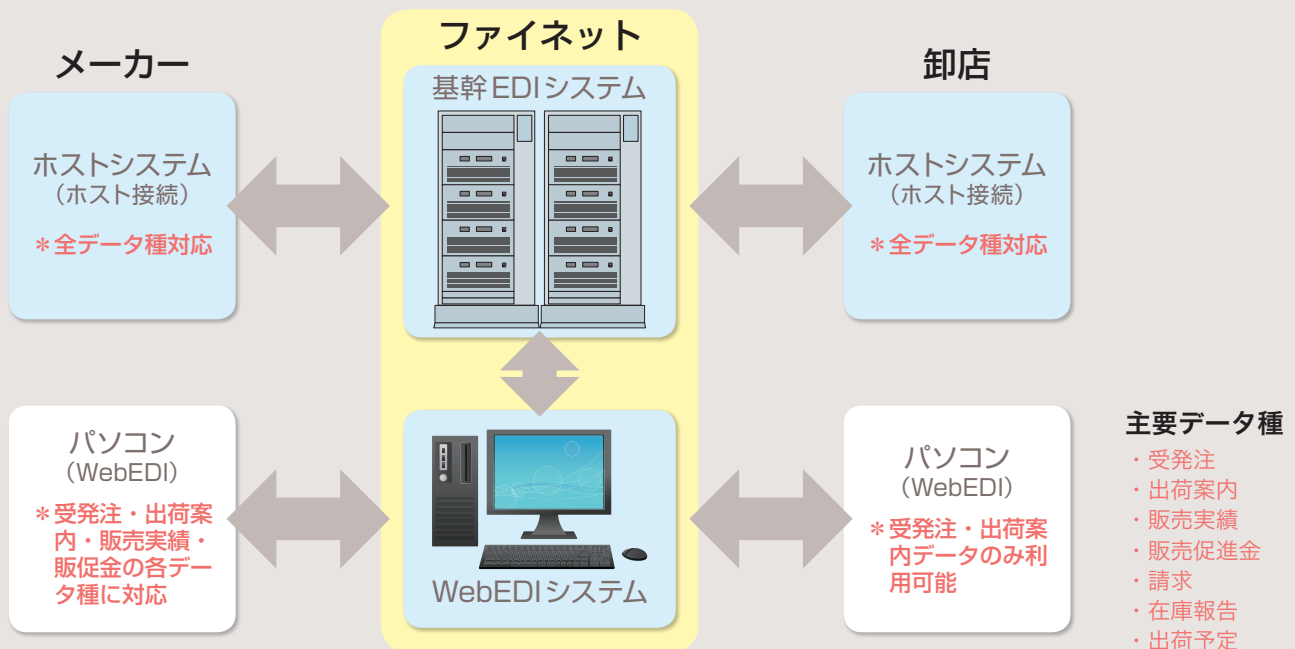 ファイネット
メーカー
卸店
基幹EDIシステム
ホストシステム
（ホスト接続）
＊全データ種対応
ホストシステム
（ホスト接続）
＊全データ種対応
パソコン
（WebEDI）
＊受発注・出荷案
内・販売実績・
販促金の各デー
タ種に対応
WebEDIシステム
パソコン
（WebEDI）
＊受発注・出荷案
内データのみ利
用可能
主要データ種
・受発注
・出荷案内
・販売実績
・販売促進金
・請求
・在庫報告
・出荷予定